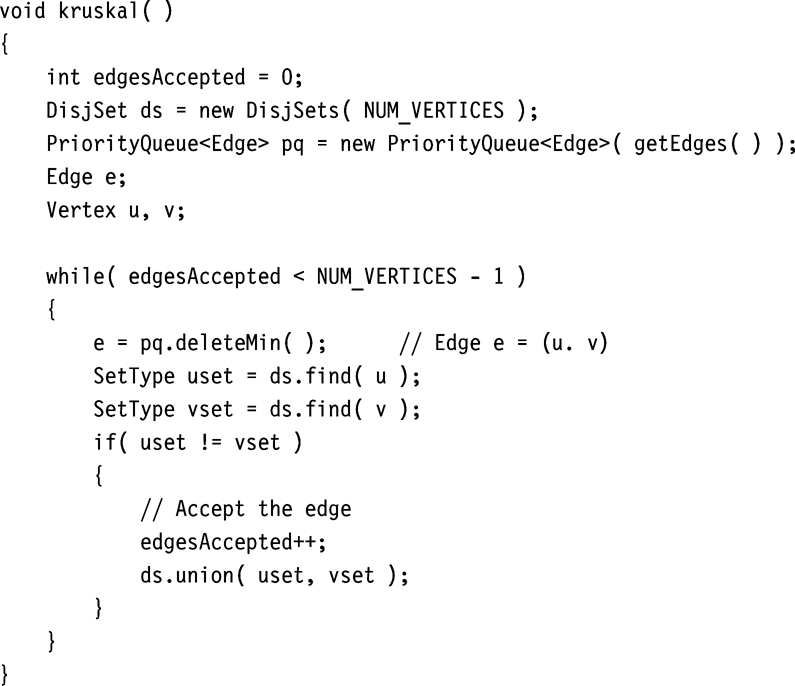 void kruskal( )
{
    int edgesAccepted = 0;
    DisjSet ds = new DisjSets( NUM_VERTICES );
    PriorityQueue<Edge> pq = new PriorityQueue<Edge>( getEdges( ) );
    Edge e;
    Vertex u, v;

    while( edgesAccepted < NUM_VERTICES - 1 )
    {
        e = pq.deleteMin( );      // Edge e = (u. v)
        SetType uset = ds.find( u );
        SetType vset = ds.find( v );
        if( uset != vset )
        {
            // Accept the edge
            edgesAccepted++;
            ds.union( uset, vset );
        }
    }
}